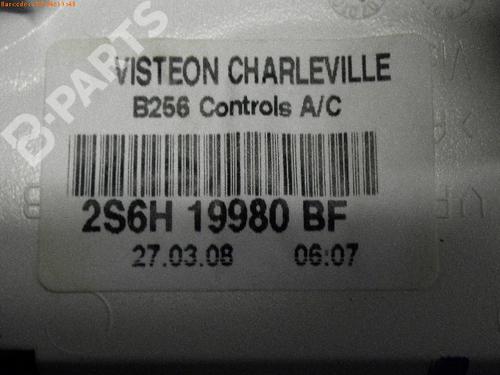 B-PARTS
VISTEON CHARLEVILLE
B256 Controls A/C
2S6H 19980 BF
27.03.08 06:07